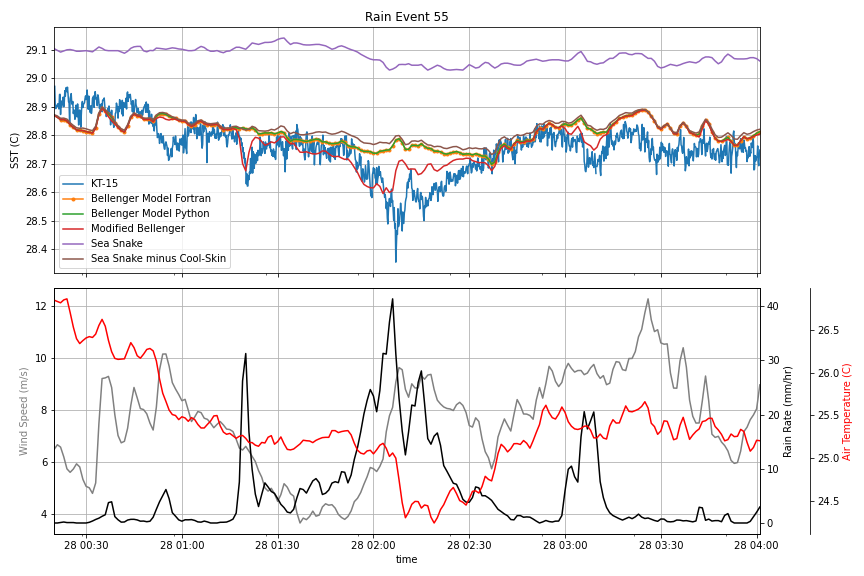 Rain Event 55
SST (C)
29.1
29.0
28.9
28.8
28.7
28.6
28.5
28.4
KT-15
Bellenger Model Fortran
Bellenger Model Python
Modified Bellenger
Sea Snake
Sea Snake minus Cool-Skin
Wind Speed (m/s)
12
10
8
6
4
40
30
20
10
0
Rain Rate (mm/hr)
26.5
26.0
25.5
25.0
24.5
Air Temperature (C)
28 00:30 28 01:00 28 01:30 28 02:00 28 02:30 28 03:00 28 03:30 28 04:00
time